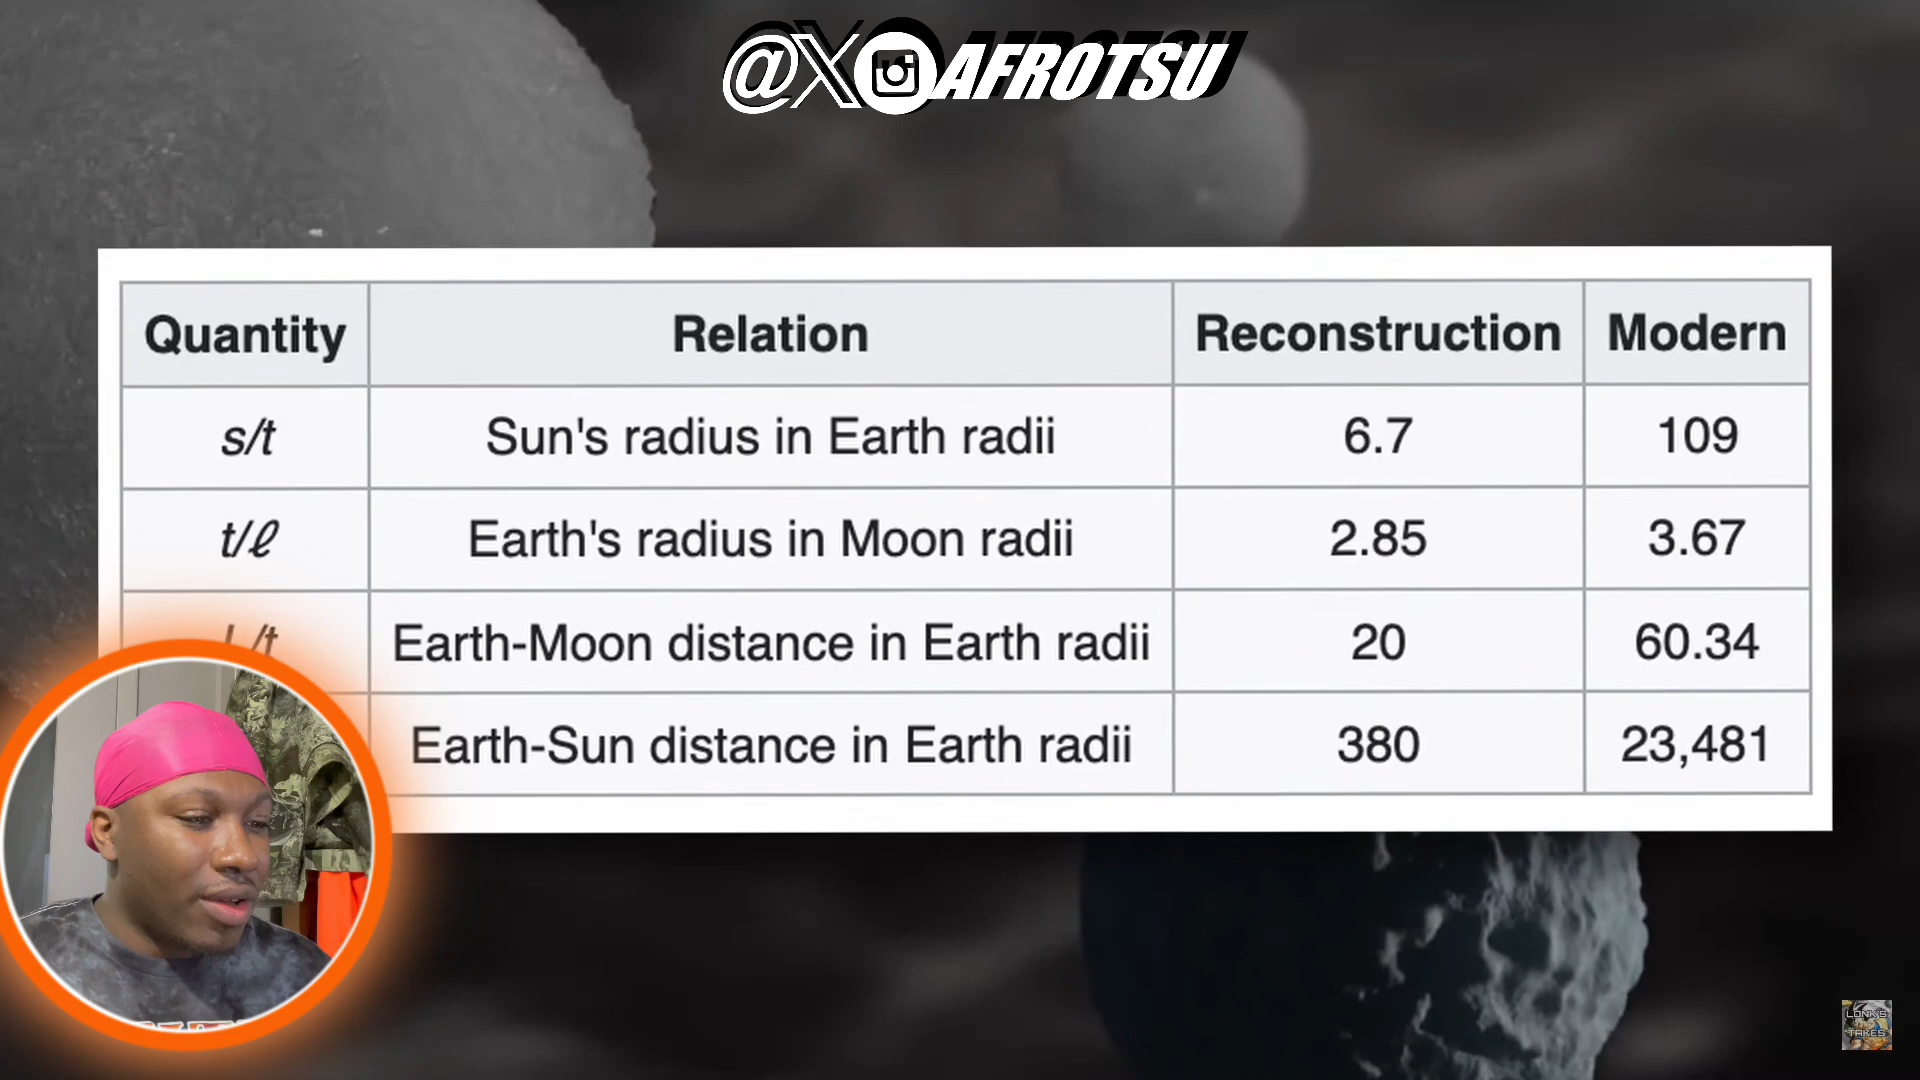 @X AFROTSU
Quantity Relation Reconstruction Modern
s/t Sun's radius in Earth radii 6.7 109
t/ℓ Earth's radius in Moon radii 2.85 3.67
/t Earth-Moon distance in Earth radii 20 60.34
Earth-Sun distance in Earth radii 380 23,481
LONK'S
TAKES